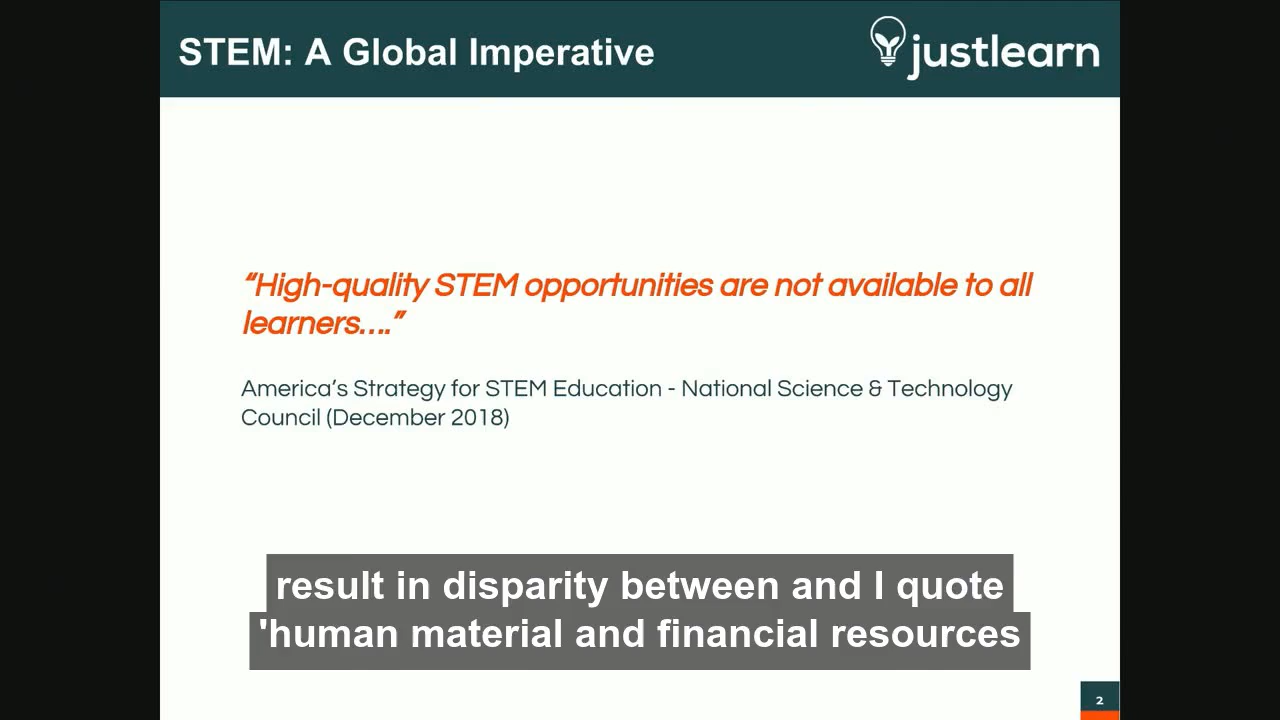 STEM: A Global Imperative
justlearn
“High-quality STEM opportunities are not available to all
learners….”
America’s Strategy for STEM Education - National Science & Technology
Council (December 2018)
result in disparity between and I quote
'human material and financial resources
2